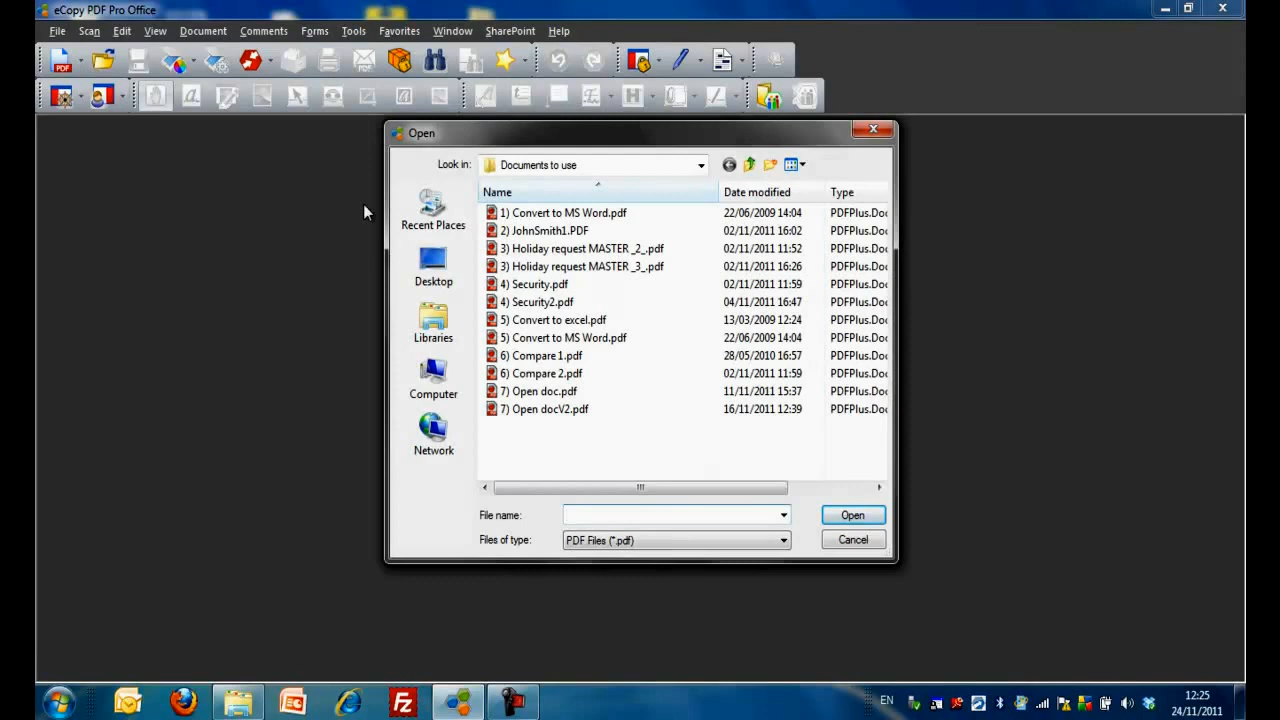 eCopy PDF Pro Office
File Scan Edit View Document Comments Forms Tools Favorites Window SharePoint Help
PDF
Open
Look in: Documents to use
Name Date modified Type
1) Convert to MS Word.pdf 22/06/2009 14:04 PDFPlus.Doc
2) JohnSmith1.PDF 02/11/2011 16:02 PDFPlus.Doc
3) Holiday request MASTER _2_.pdf 02/11/2011 11:52 PDFPlus.Doc
3) Holiday request MASTER _3_.pdf 02/11/2011 16:26 PDFPlus.Doc
4) Security.pdf 02/11/2011 11:59 PDFPlus.Doc
4) Security2.pdf 04/11/2011 16:47 PDFPlus.Doc
5) Convert to excel.pdf 13/03/2009 12:24 PDFPlus.Doc
5) Convert to MS Word.pdf 22/06/2009 14:04 PDFPlus.Doc
6) Compare 1.pdf 28/05/2010 16:57 PDFPlus.Doc
6) Compare 2.pdf 02/11/2011 11:59 PDFPlus.Doc
7) Open doc.pdf 11/11/2011 15:37 PDFPlus.Doc
7) Open docV2.pdf 16/11/2011 12:39 PDFPlus.Doc
Recent Places
Desktop
Libraries
Computer
Network
File name: Open
Files of type: PDF Files (*.pdf) Cancel
EN 12:25
24/11/2011